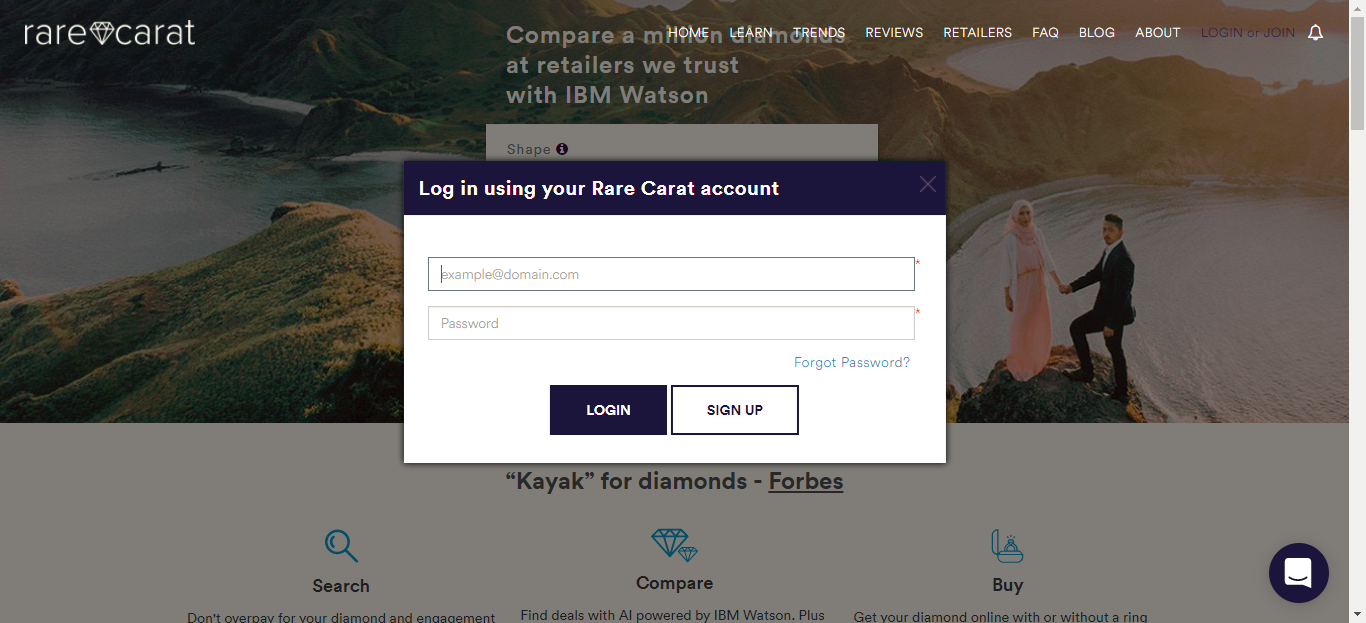 rare carat
HOME LEARN TRENDS REVIEWS RETAILERS FAQ BLOG ABOUT LOGIN or JOIN
Compare a million diamonds
at retailers we trust
with IBM Watson
Shape
Log in using your Rare Carat account
example@domain.com *
Password *
Forgot Password?
LOGIN SIGN UP
“Kayak” for diamonds - Forbes
Search
Don't overpay for your diamond and engagement
Compare
Find deals with AI powered by IBM Watson. Plus
Buy
Get your diamond online with or without a ring